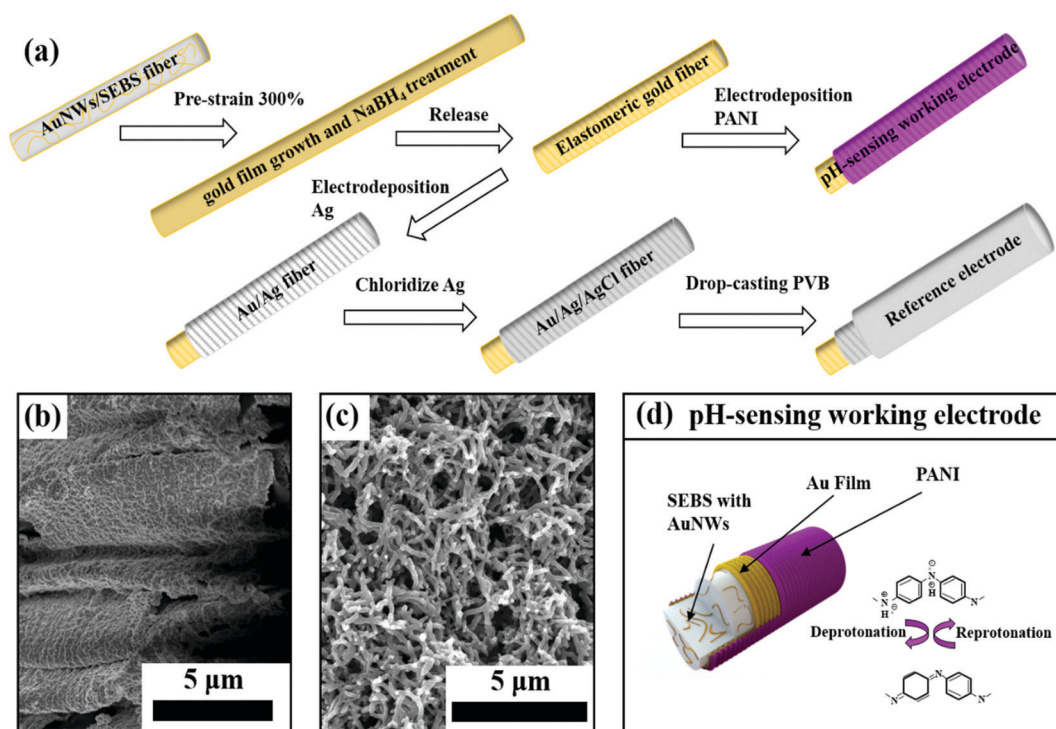 (a)
AuNWs/SEBS fiber
Pre-strain 300%
gold film growth and NaBH₄ treatment
Release
Elastomeric gold fiber
Electrodeposition
PANI
pH-sensing working electrode
Electrodeposition
Ag
Au/Ag fiber
Chloridize Ag
Au/Ag/AgCl fiber
Drop-casting PVB
Reference electrode
(b)
5 μm
(c)
5 μm
(d) pH-sensing working electrode
SEBS with
AuNWs
Au Film
PANI
N
H
N
H
N
Deprotonation
Reprotonation
N
N
N